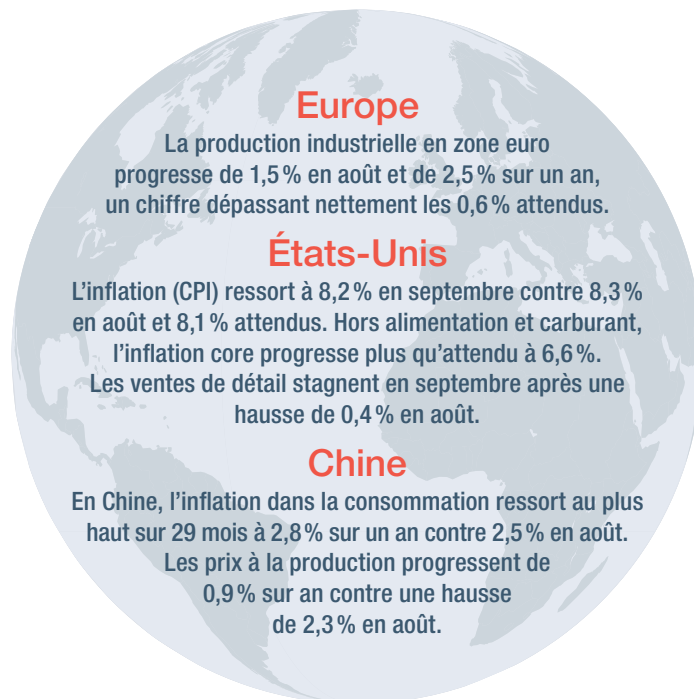 Europe
La production industrielle en zone euro
progresse de 1,5 % en août et de 2,5 % sur un an,
un chiffre dépassant nettement les 0,6 % attendus.
États-Unis
L’inflation (CPI) ressort à 8,2 % en septembre contre 8,3 %
en août et 8,1 % attendus. Hors alimentation et carburant,
l’inflation core progresse plus qu’attendu à 6,6 %.
Les ventes de détail stagnent en septembre après une
hausse de 0,4 % en août.
Chine
En Chine, l’inflation dans la consommation ressort au plus
haut sur 29 mois à 2,8 % sur un an contre 2,5 % en août.
Les prix à la production progressent de
0,9 % sur an contre une hausse
de 2,3 % en août.